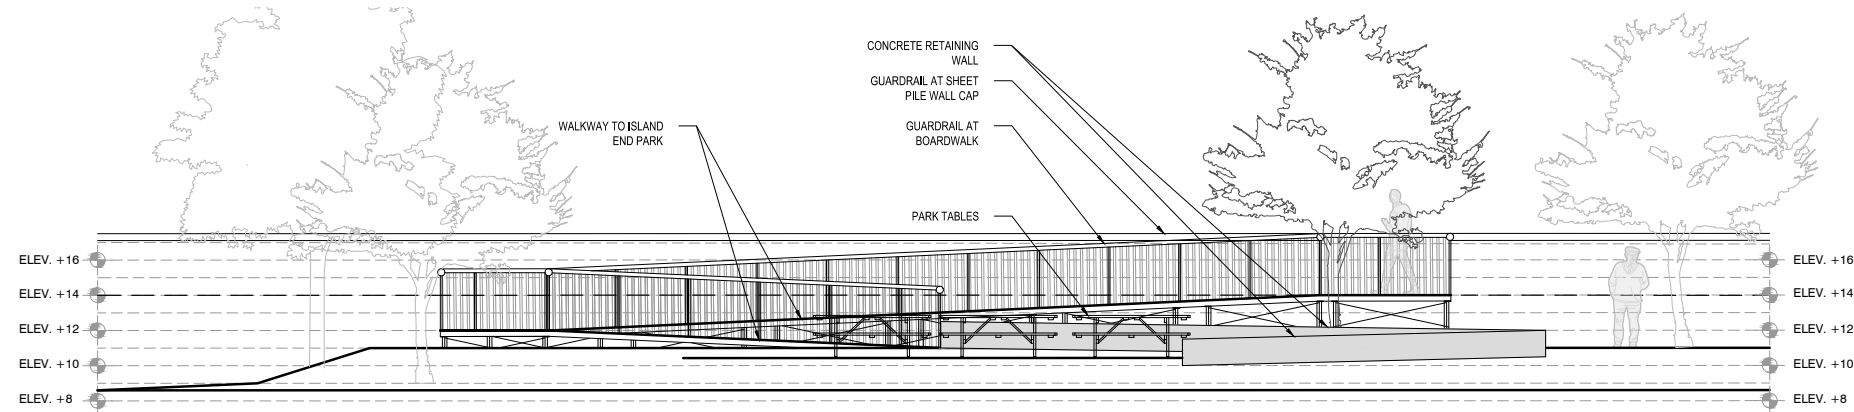 CONCRETE RETAINING
WALL
GUARDRAIL AT SHEET
PILE WALL CAP
WALKWAY TO ISLAND
END PARK
GUARDRAIL AT
BOARDWALK
PARK TABLES
ELEV. +16
ELEV. +14
ELEV. +12
ELEV. +10
ELEV. +8
ELEV. +16
ELEV. +14
ELEV. +12
ELEV. +10
ELEV. +8